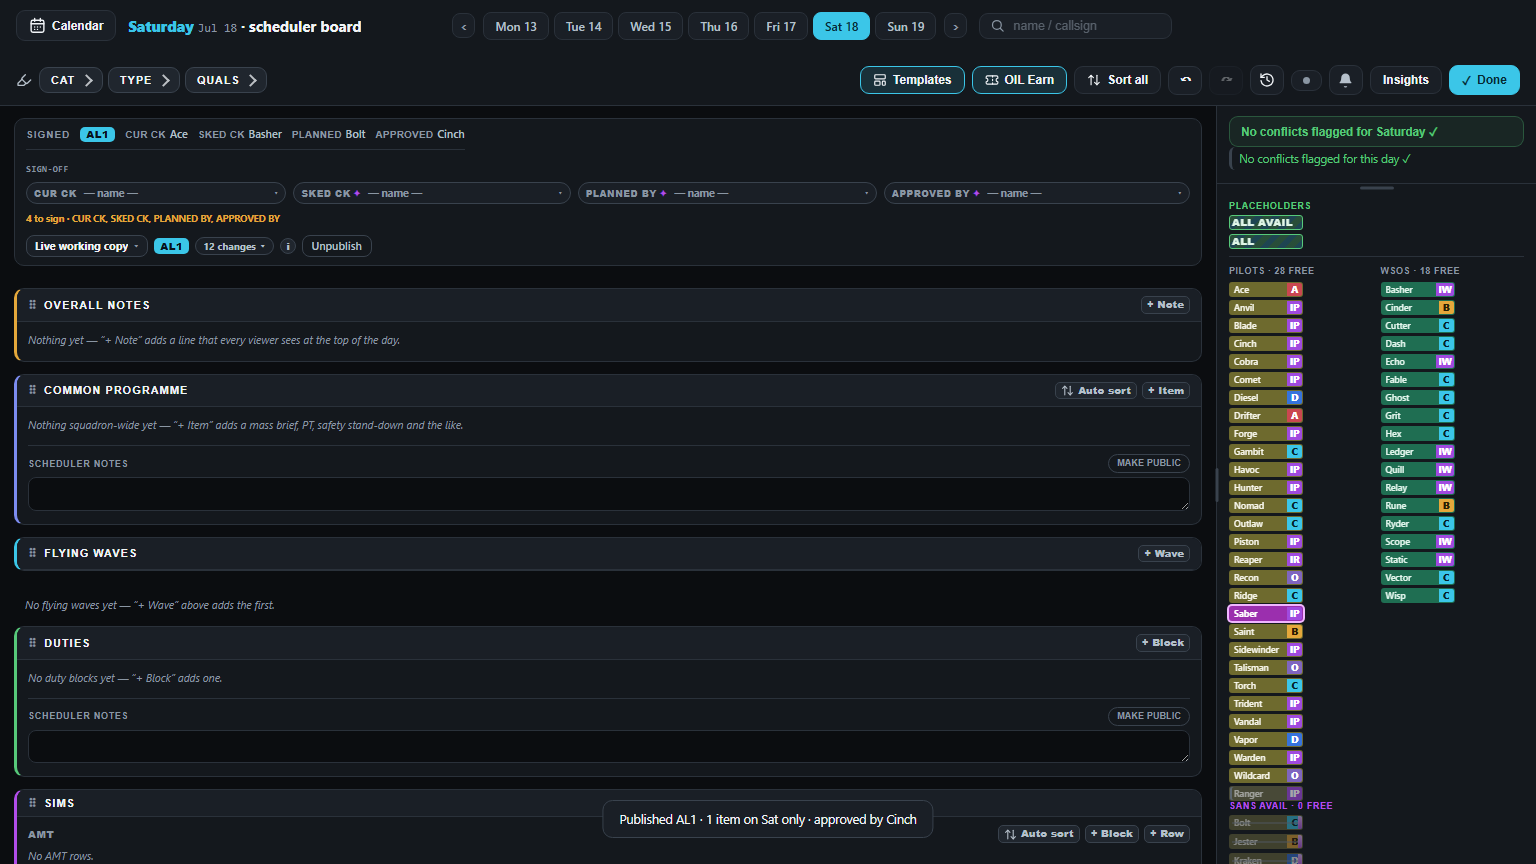 Calendar
Saturday Jul 18 · scheduler board
‹ Mon 13 Tue 14 Wed 15 Thu 16 Fri 17 Sat 18 Sun 19 ›
name / callsign
CAT TYPE QUALS
Templates OIL Earn Sort all Insights ✓ Done
SIGNED AL1 CUR CK Ace SKED CK Basher PLANNED Bolt APPROVED Cinch
SIGN-OFF
CUR CK — name — SKED CK ✦ — name — PLANNED BY ✦ — name — APPROVED BY ✦ — name —
4 to sign · CUR CK, SKED CK, PLANNED BY, APPROVED BY
Live working copy AL1 12 changes i Unpublish
OVERALL NOTES + Note
Nothing yet — "+ Note" adds a line that every viewer sees at the top of the day.
COMMON PROGRAMME Auto sort + Item
Nothing squadron-wide yet — "+ Item" adds a mass brief, PT, safety stand-down and the like.
SCHEDULER NOTES MAKE PUBLIC
FLYING WAVES + Wave
No flying waves yet — "+ Wave" above adds the first.
DUTIES + Block
No duty blocks yet — "+ Block" adds one.
SCHEDULER NOTES MAKE PUBLIC
SIMS
AMT Auto sort + Block + Row
No AMT rows.
Published AL1 · 1 item on Sat only · approved by Cinch
No conflicts flagged for Saturday ✓
No conflicts flagged for this day ✓
PLACEHOLDERS
ALL AVAIL
ALL
PILOTS · 28 FREE
Ace A
Anvil IP
Blade IP
Cinch IP
Cobra IP
Comet IP
Diesel D
Drifter A
Forge IP
Gambit C
Havoc IP
Hunter IP
Nomad C
Outlaw C
Piston IP
Reaper IR
Recon O
Ridge C
Saber IP
Saint B
Sidewinder IP
Talisman O
Torch C
Trident IP
Vandal IP
Vapor D
Warden IP
Wildcard O
Ranger IP
SANS AVAIL · 0 FREE
Bolt C
Jester B
Kraken D
WSOS · 18 FREE
Basher IW
Cinder B
Cutter C
Dash C
Echo IW
Fable C
Ghost C
Grit C
Hex C
Ledger IW
Quill IW
Relay IW
Rune B
Ryder C
Scope IW
Static IW
Vector C
Wisp C